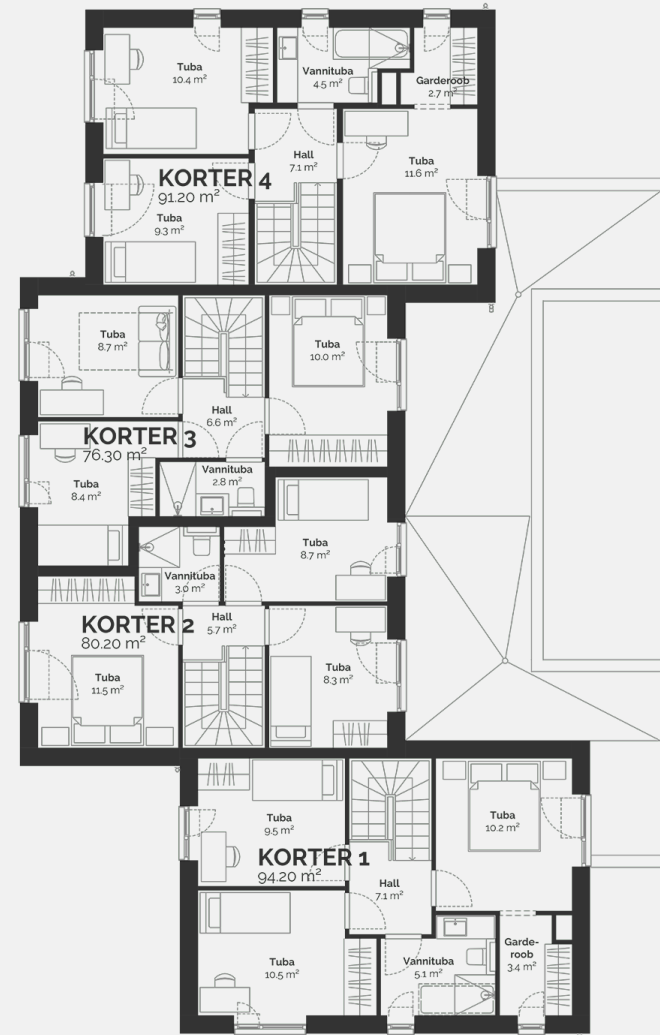 Tuba
10.4 m²
Vannituba
4.5 m²
Garderoob
2.7 m²
Hall
7.1 m²
Tuba
11.6 m²
KORTER 4
91.20 m²
Tuba
9.3 m²
Tuba
8.7 m²
Tuba
10.0 m²
Hall
6.6 m²
KORTER 3
76.30 m²
Tuba
8.4 m²
Vannituba
2.8 m²
Tuba
8.7 m²
Vannituba
3.0 m²
Hall
5.7 m²
KORTER 2
80.20 m²
Tuba
11.5 m²
Tuba
8.3 m²
Tuba
9.5 m²
Tuba
10.2 m²
KORTER 1
94.20 m²
Hall
7.1 m²
Tuba
10.5 m²
Vannituba
5.1 m²
Garde-
roob
3.4 m²